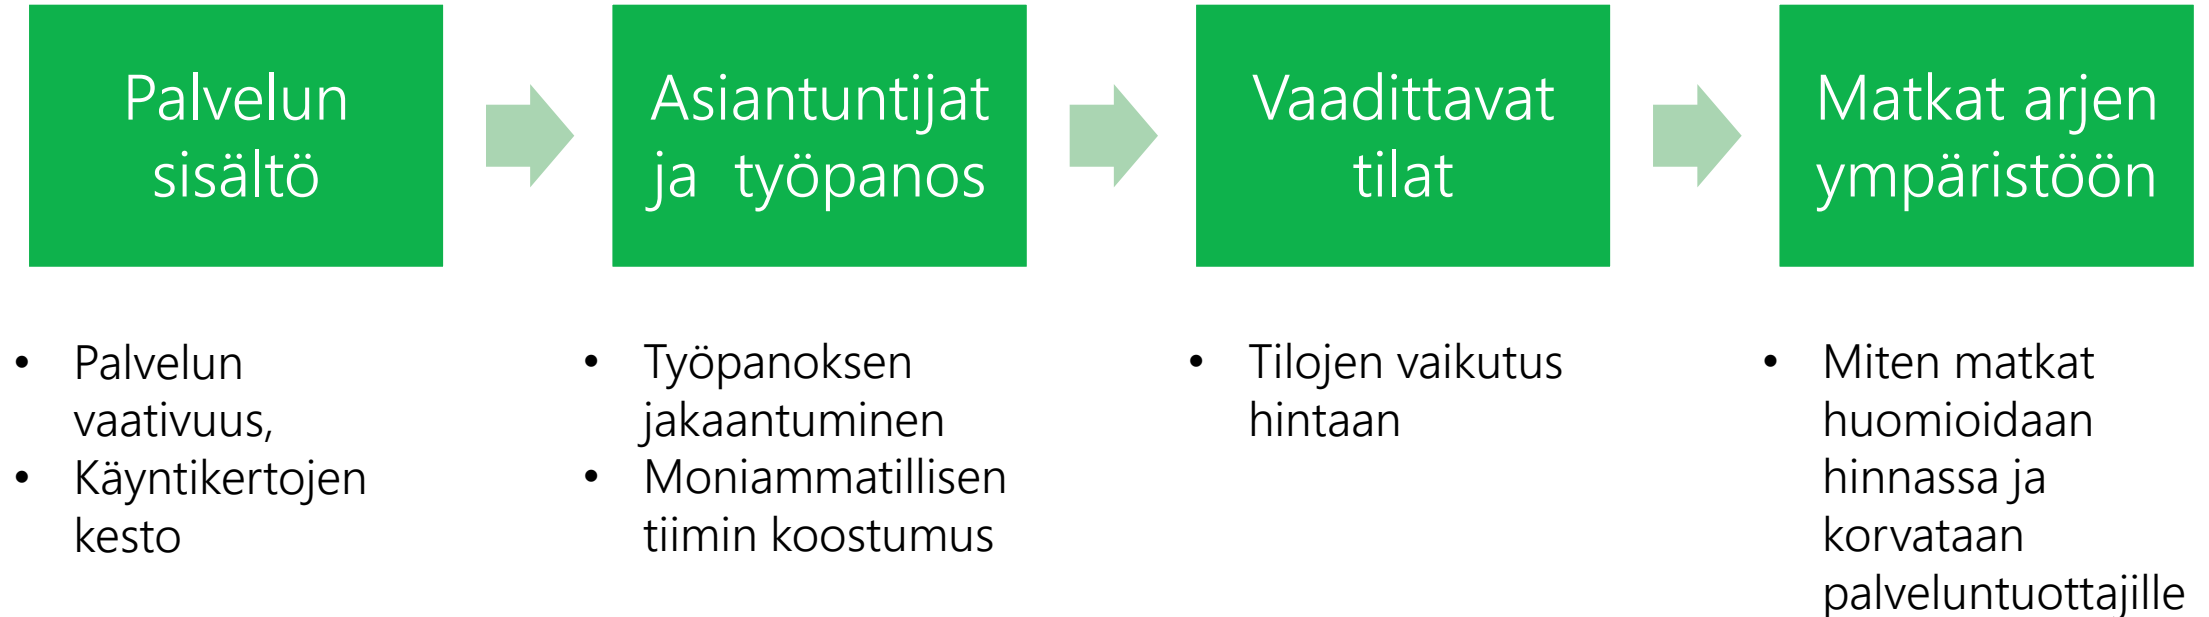 Palvelun
sisältö
Asiantuntijat
ja työpanos
Vaadittavat
tilat
Matkat arjen
ympäristöön
• Palvelun
vaativuus,
• Käyntikertojen
kesto
• Työpanoksen
jakaantuminen
• Moniammatillisen
tiimin koostumus
• Tilojen vaikutus
hintaan
• Miten matkat
huomioidaan
hinnassa ja
korvataan
palveluntuottajille